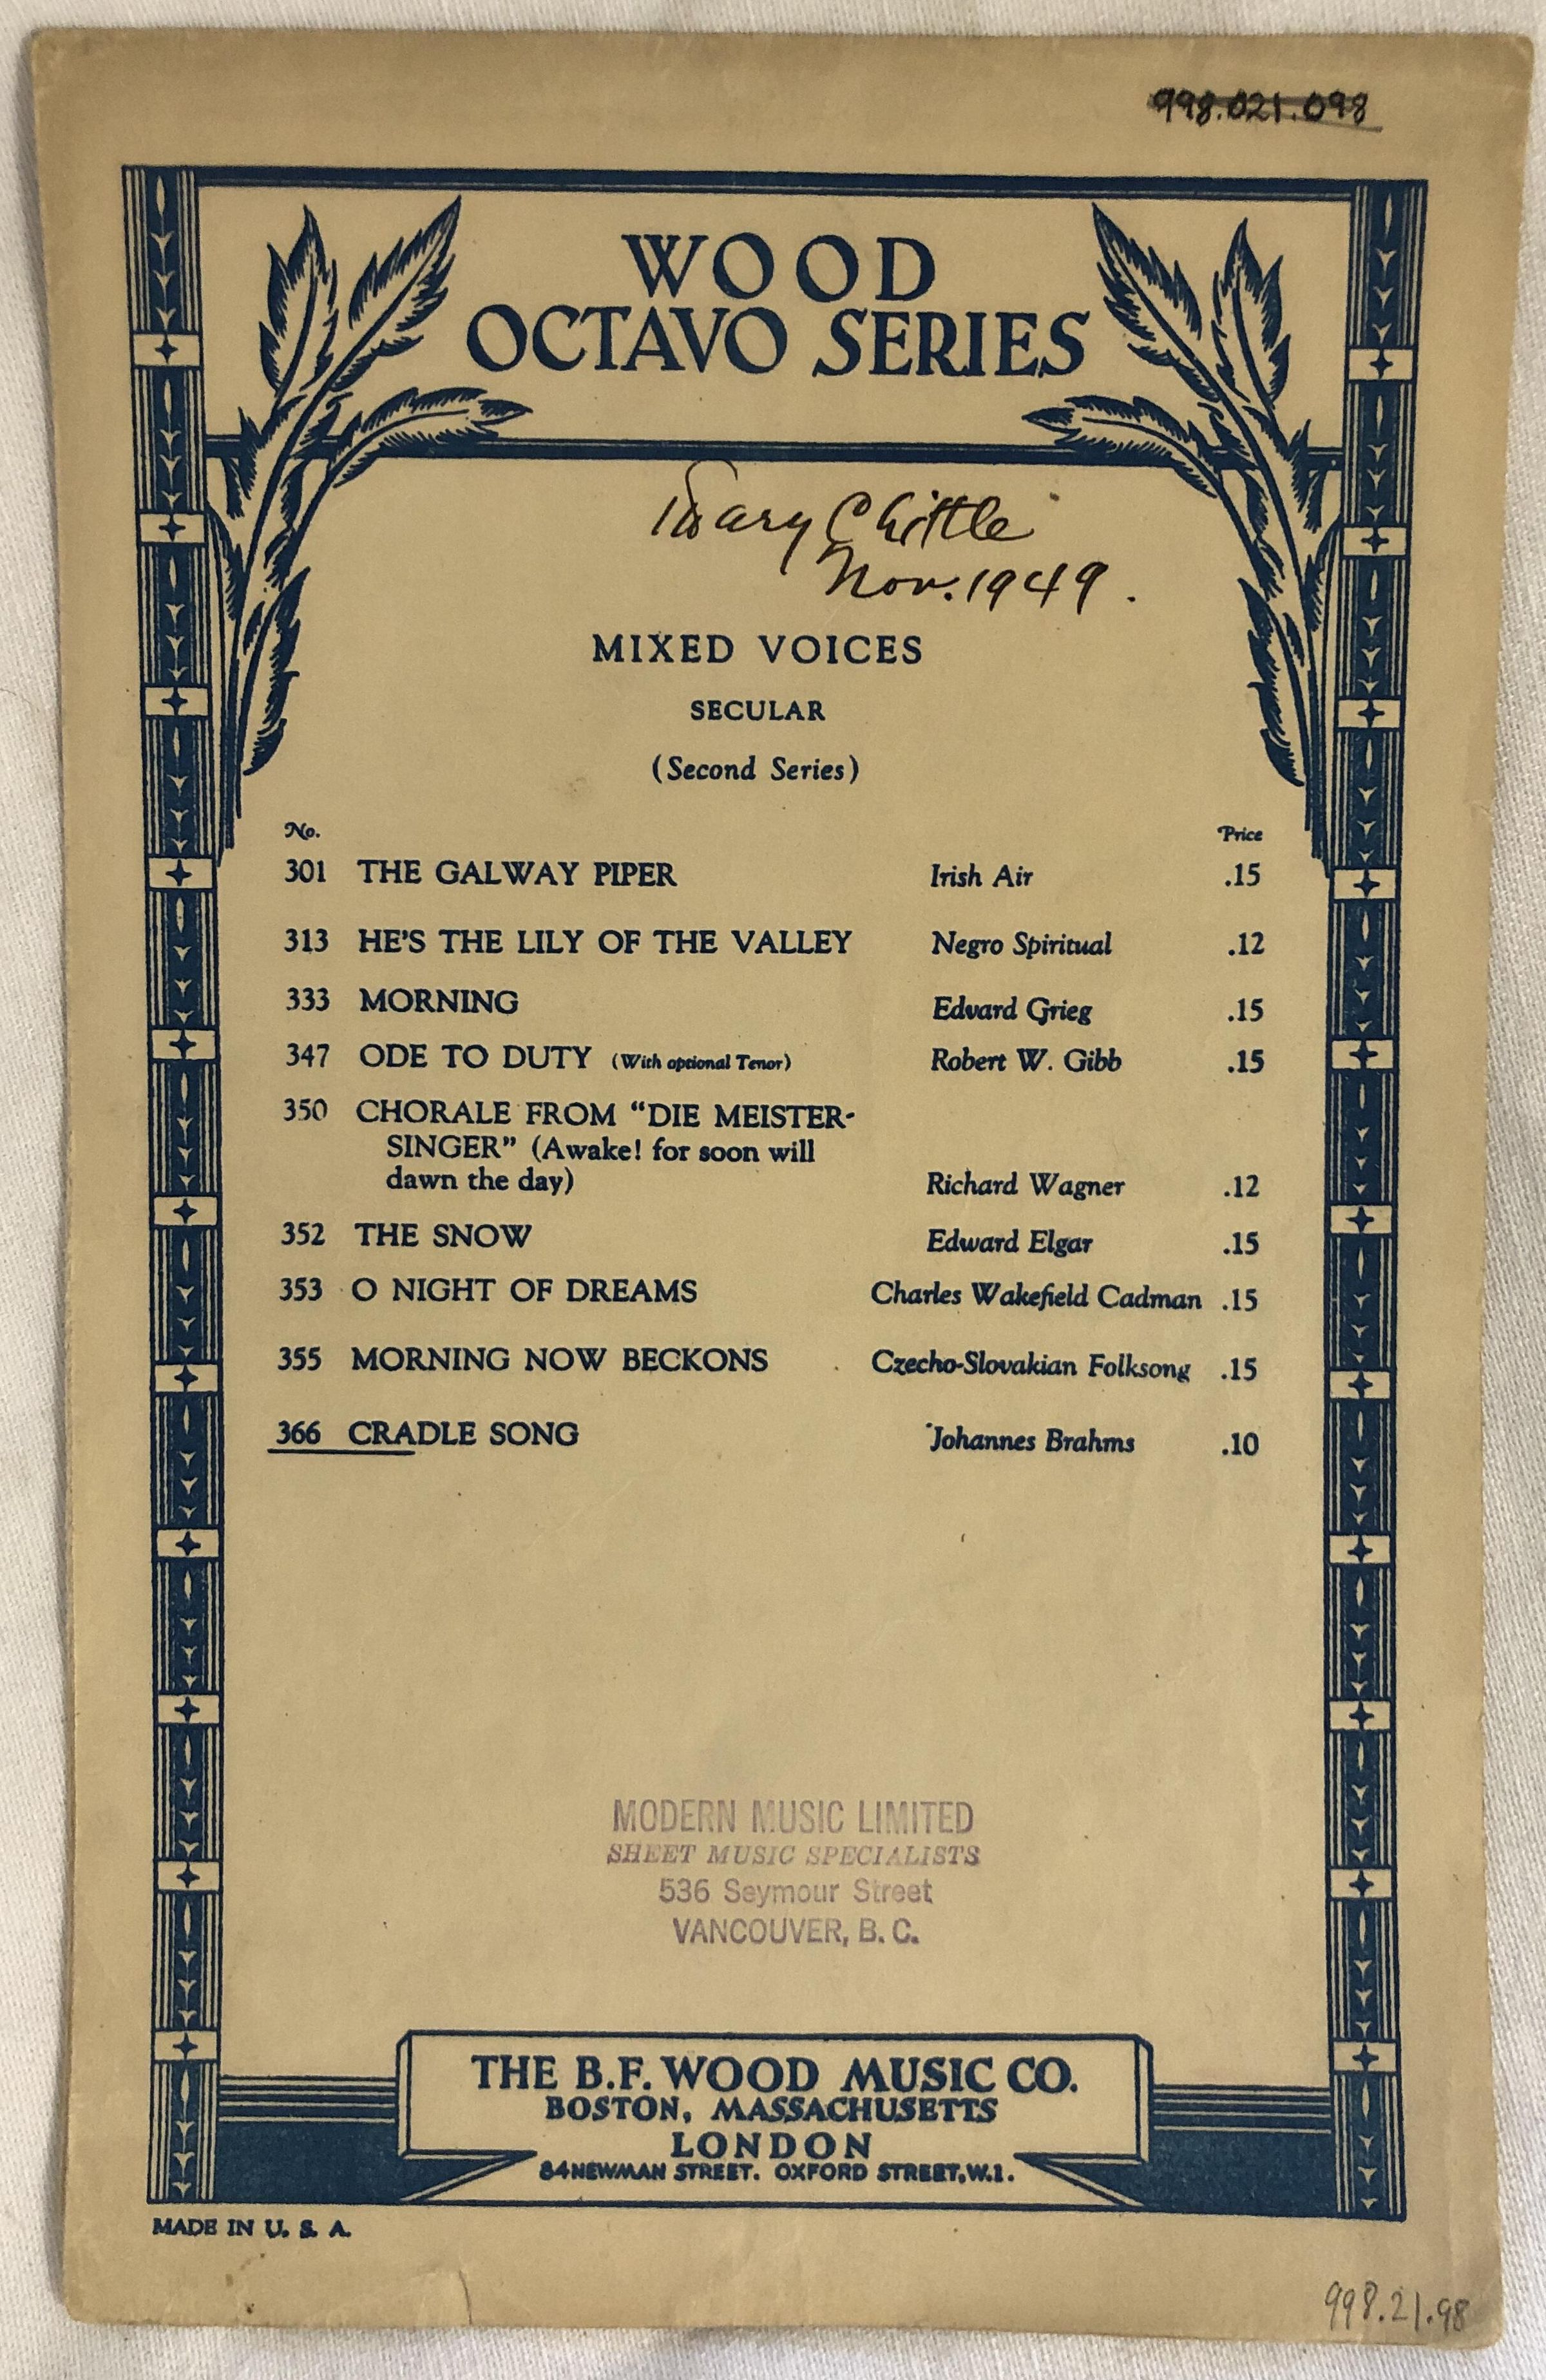 998.021.098
WOOD
OCTAVO SERIES
Mary Chittle
Nov. 1949.
MIXED VOICES
SECULAR
(Second Series)
No. Price
301 THE GALWAY PIPER Irish Air .15
313 HE'S THE LILY OF THE VALLEY Negro Spiritual .12
333 MORNING Edvard Grieg .15
347 ODE TO DUTY (With optional Tenor) Robert W. Gibb .15
350 CHORALE FROM “DIE MEISTER-
SINGER” (Awake! for soon will
dawn the day) Richard Wagner .12
352 THE SNOW Edward Elgar .15
353 O NIGHT OF DREAMS Charles Wakefield Cadman .15
355 MORNING NOW BECKONS Czecho-Slovakian Folksong .15
366 CRADLE SONG Johannes Brahms .10
MODERN MUSIC LIMITED
SHEET MUSIC SPECIALISTS
536 Seymour Street
VANCOUVER, B. C.
THE B.F. WOOD MUSIC CO.
BOSTON, MASSACHUSETTS
LONDON
84 NEWMAN STREET. OXFORD STREET, W.1.
MADE IN U. S. A.
998.21.98